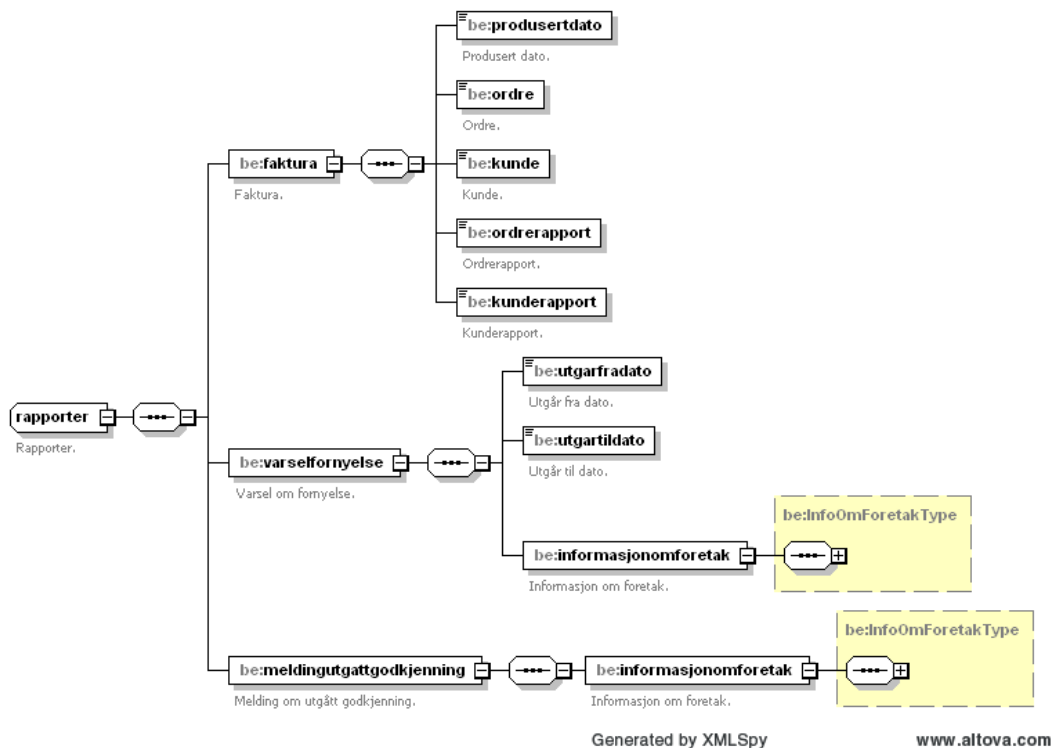 be:produsertdato
Produsert dato.
be:ordre
Ordre.
be:faktura
Faktura.
be:kunde
Kunde.
be:ordrerapport
Ordrerapport.
be:kunderapport
Kunderapport.
rapporter
Rapporter.
be:utgarfradato
Utgår fra dato.
be:utgartildato
Utgår til dato.
be:varselfornyelse
Varsel om fornyelse.
be:InfoOmForetakType
be:informasjonomforetak
Informasjon om foretak.
be:InfoOmForetakType
be:meldingutgattgodkjenning
Melding om utgått godkjenning.
be:informasjonomforetak
Informasjon om foretak.
Generated by XMLSpy www.altova.com